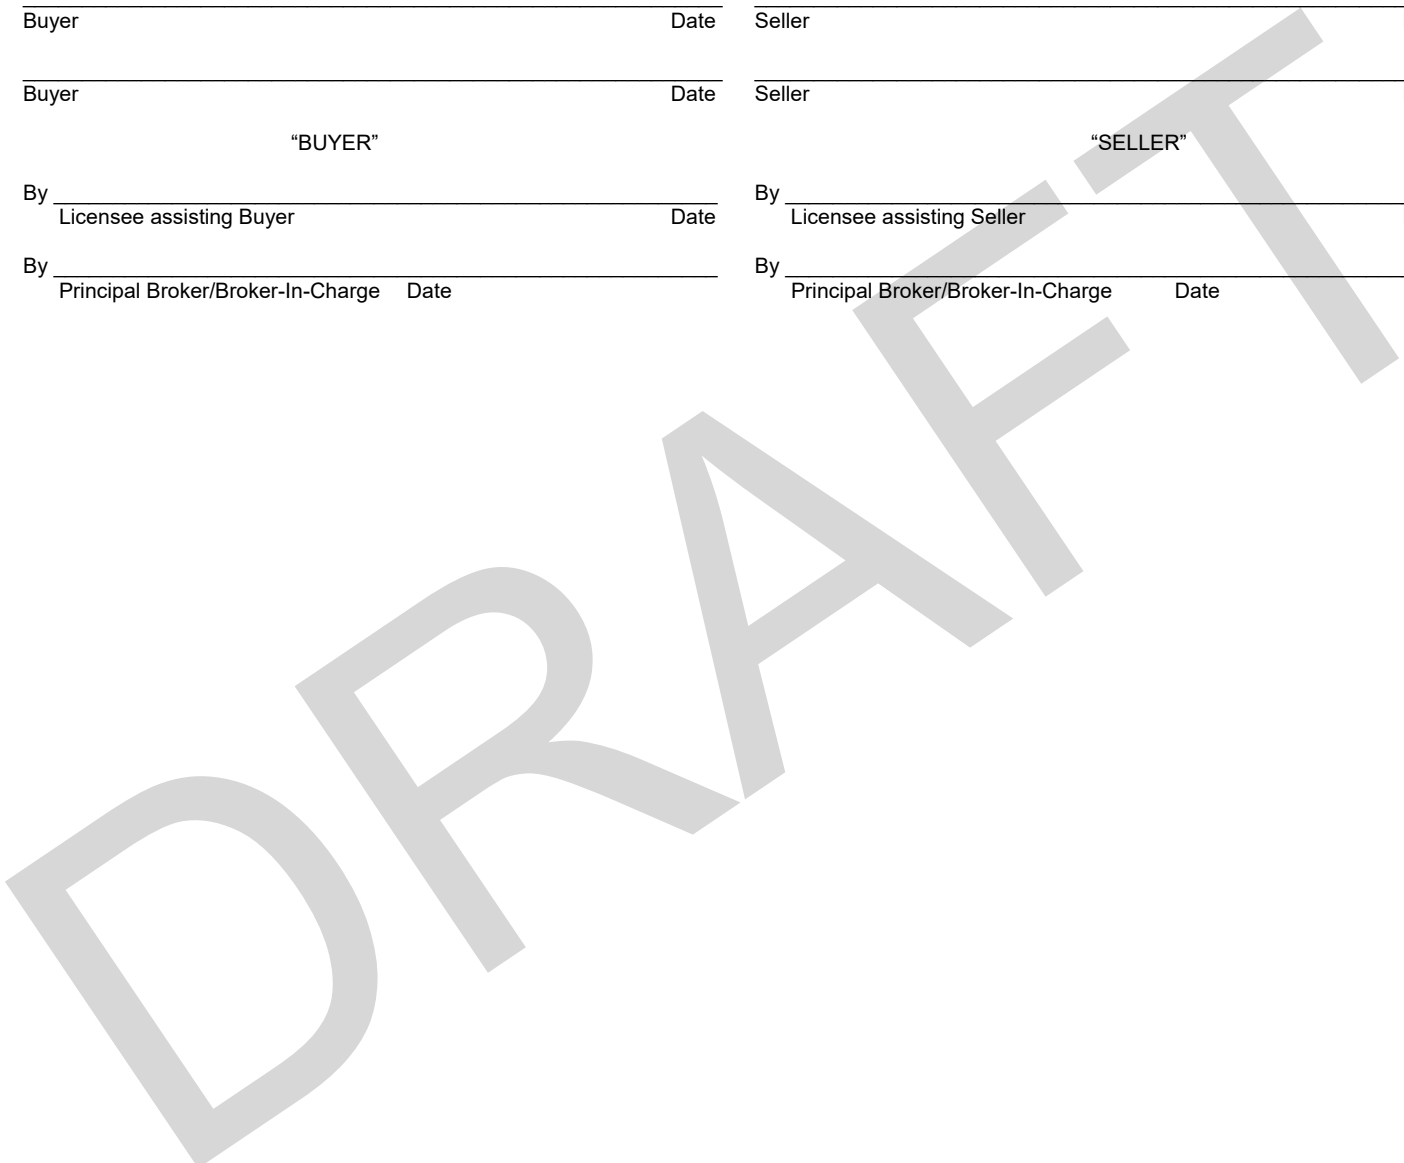 Buyer Date Seller
Buyer Date Seller
“BUYER” “SELLER”
By By
Licensee assisting Buyer Date Licensee assisting Seller
By By
Principal Broker/Broker-In-Charge Date Principal Broker/Broker-In-Charge Date
DRAFT